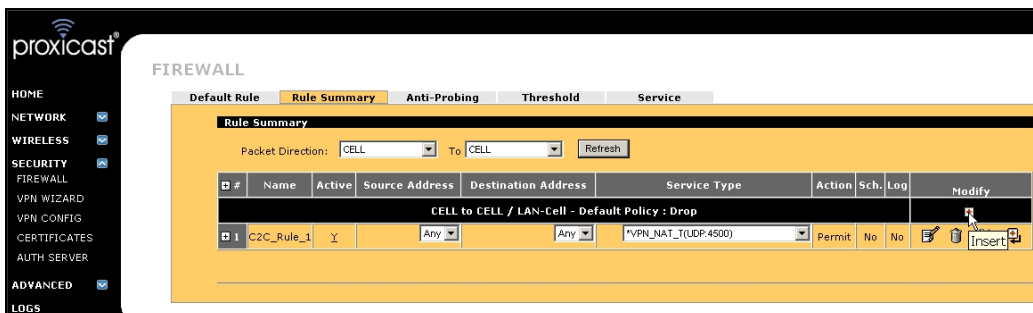 proxicast®
FIREWALL
HOME
NETWORK
WIRELESS
SECURITY
FIREWALL
VPN WIZARD
VPN CONFIG
CERTIFICATES
AUTH SERVER
ADVANCED
LOGS
Default Rule Rule Summary Anti-Probing Threshold Service
Rule Summary
Packet Direction: CELL To CELL Refresh
# Name Active Source Address Destination Address Service Type Action Sch. Log Modify
CELL to CELL / LAN-Cell - Default Policy : Drop
1 C2C_Rule_1 Y Any Any *VPN_NAT_T(UDP:4500) Permit No No
Insert